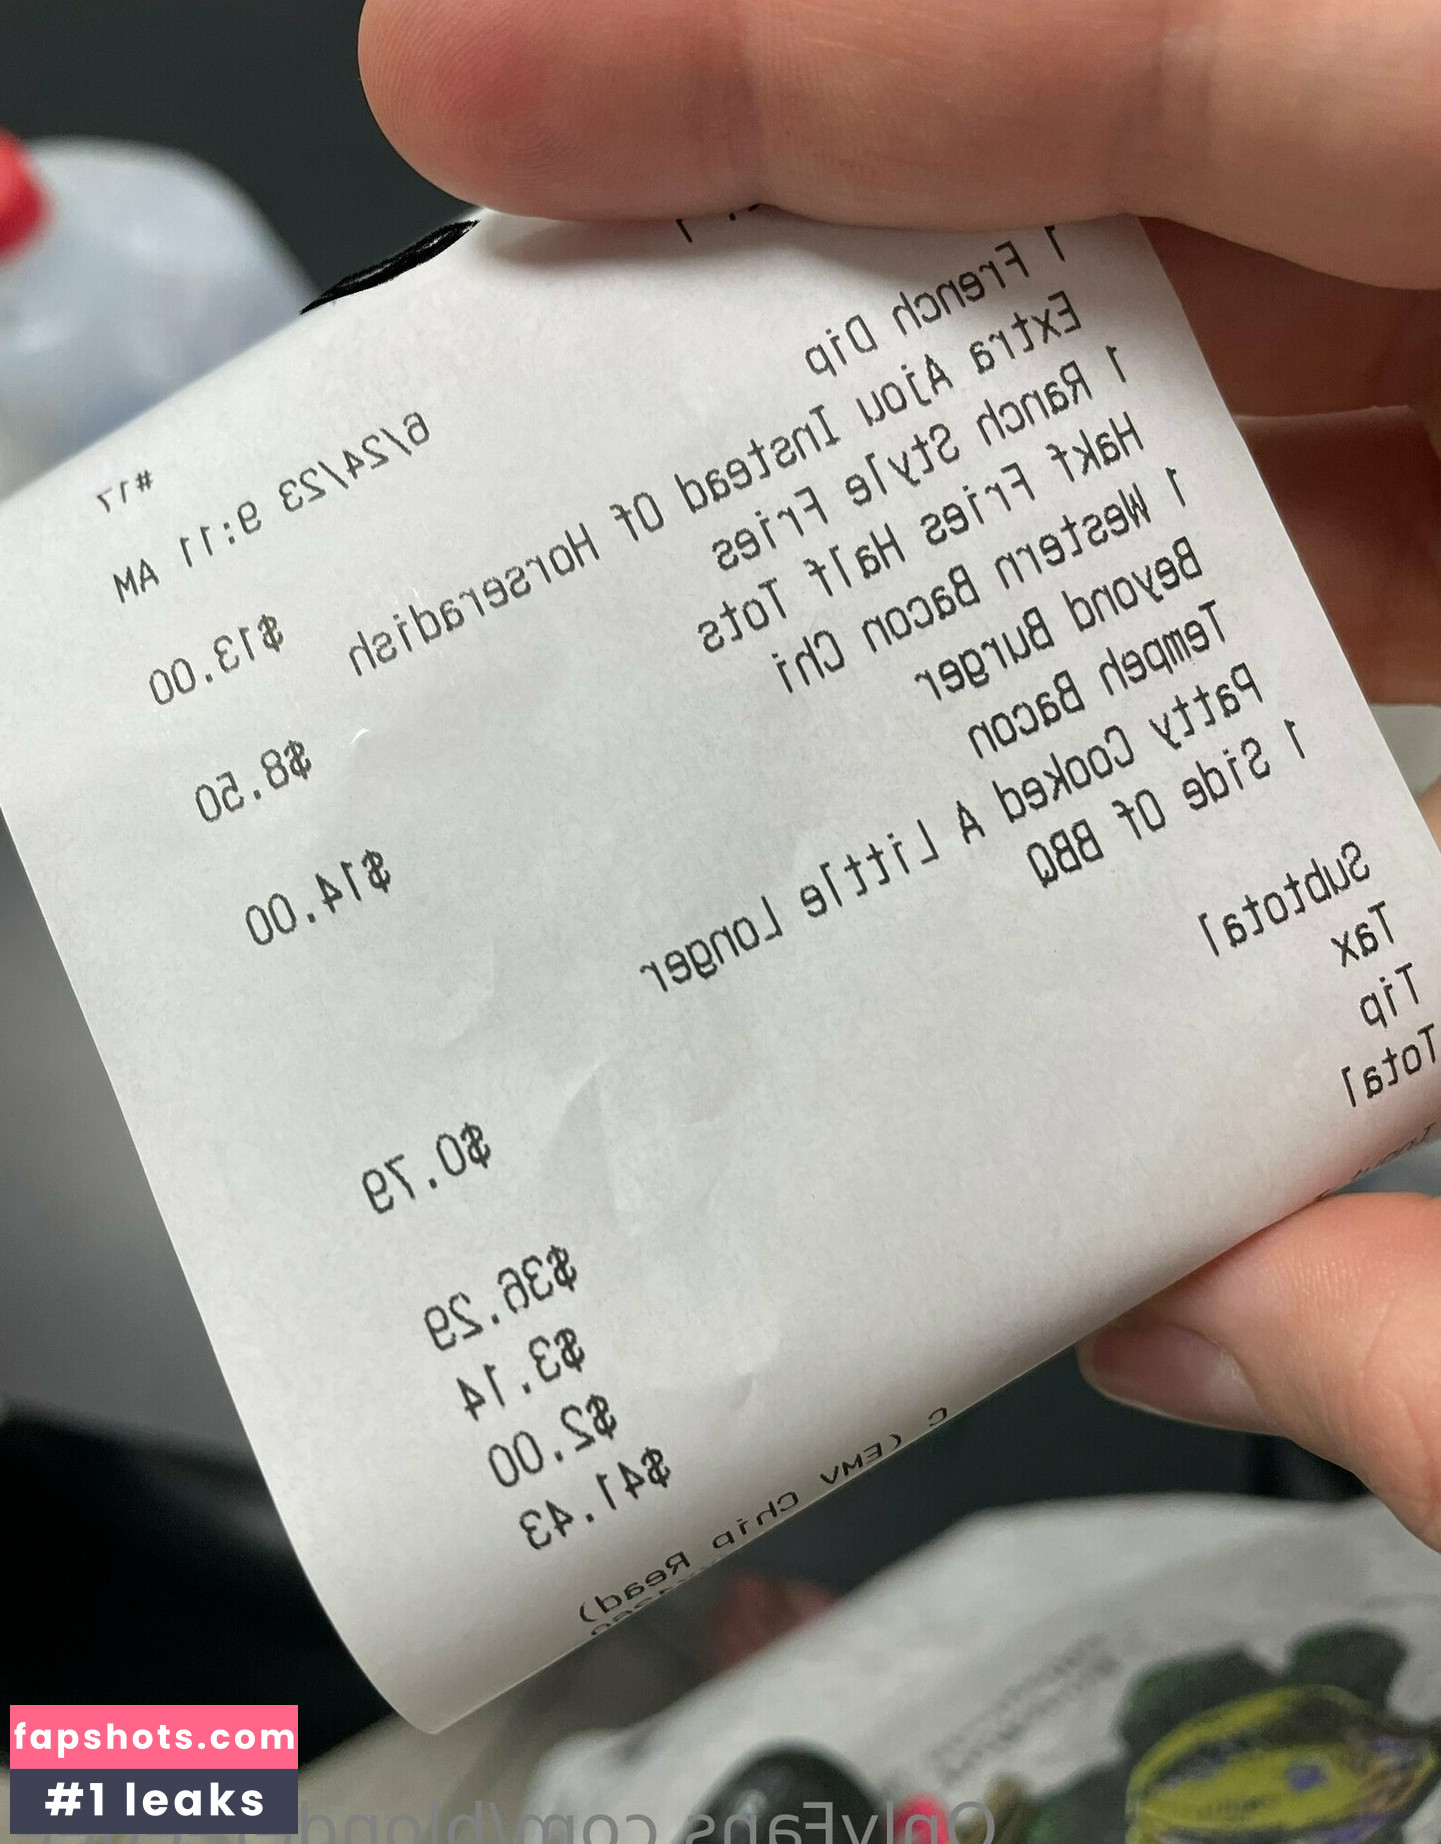 #17
6/24/23 9:11 AM
1 French Dip $13.00
Extra Ajou Instead Of Horseradish
1 Ranch Style Fries $8.50
Hakf Fries Half Tots
1 Western Bacon Chi $14.00
Beyond Burger
Tempeh Bacon
Patty Cooked A Little Longer
1 Side Of BBQ $0.79
Subtotal $36.29
Tax $3.14
Tip $2.00
Total $41.43
C (EMV Chip Read)
fapshots.com
#1 leaks